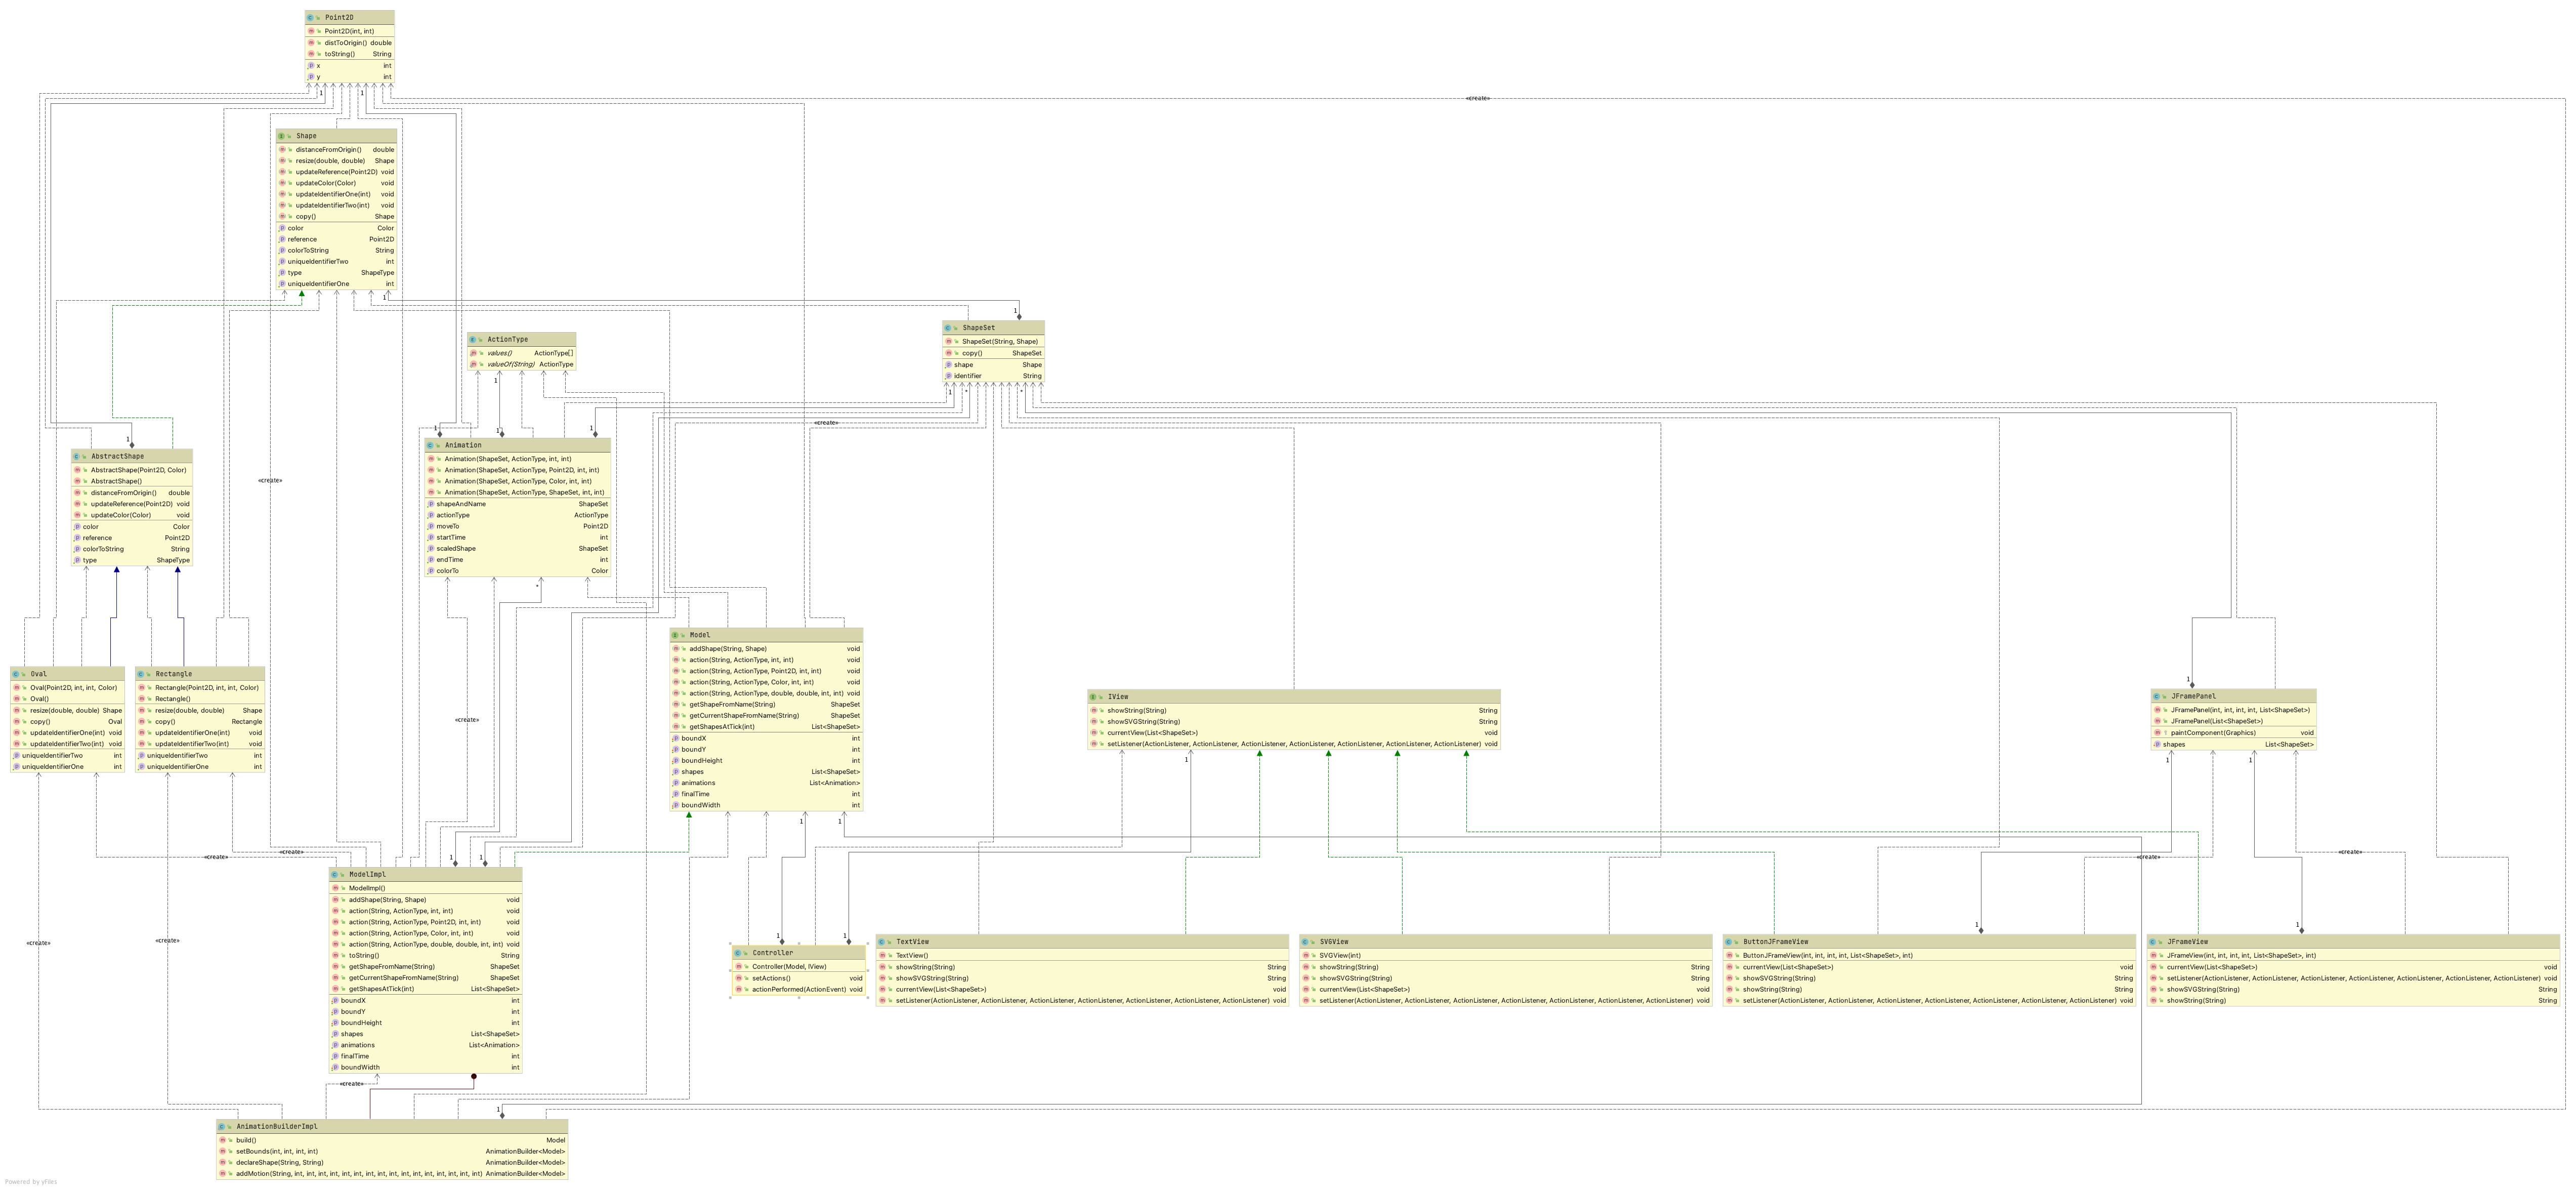 Point2D
Point2D(int, int)
distToOrigin() double
toString() String
x int
y int
1
1
«create»
Shape
distanceFromOrigin() double
resize(double, double) Shape
updateReference(Point2D) void
updateColor(Color) void
updateIdentifierOne(int) void
updateIdentifierTwo(int) void
copy() Shape
color Color
reference Point2D
colorToString String
uniqueIdentifierTwo int
type ShapeType
uniqueIdentifierOne int
1
1
ShapeSet
ShapeSet(String, Shape)
copy() ShapeSet
shape Shape
identifier String
1
*
*
ActionType
values() ActionType[]
valueOf(String) ActionType
1
«create»
1
1
1
1
Animation
Animation(ShapeSet, ActionType, int, int)
Animation(ShapeSet, ActionType, Point2D, int, int)
Animation(ShapeSet, ActionType, Color, int, int)
Animation(ShapeSet, ActionType, ShapeSet, int, int)
shapeAndName ShapeSet
actionType ActionType
moveTo Point2D
startTime int
scaledShape ShapeSet
endTime int
colorTo Color
*
AbstractShape
AbstractShape(Point2D, Color)
AbstractShape()
distanceFromOrigin() double
updateReference(Point2D) void
updateColor(Color) void
color Color
reference Point2D
colorToString String
type ShapeType
«create»
Model
addShape(String, Shape) void
action(String, ActionType, int, int) void
action(String, ActionType, Point2D, int, int) void
action(String, ActionType, Color, int, int) void
action(String, ActionType, double, double, int, int) void
getShapeFromName(String) ShapeSet
getCurrentShapeFromName(String) ShapeSet
getShapesAtTick(int) List<ShapeSet>
boundX int
boundY int
boundHeight int
shapes List<ShapeSet>
animations List<Animation>
finalTime int
boundWidth int
1
1
Oval
Oval(Point2D, int, int, Color)
Oval()
resize(double, double) Shape
copy() Oval
updateIdentifierOne(int) void
updateIdentifierTwo(int) void
uniqueIdentifierTwo int
uniqueIdentifierOne int
Rectangle
Rectangle(Point2D, int, int, Color)
Rectangle()
resize(double, double) Shape
copy() Rectangle
updateIdentifierOne(int) void
updateIdentifierTwo(int) void
uniqueIdentifierTwo int
uniqueIdentifierOne int
«create»
IView
showString(String) String
showSVGString(String) String
currentView(List<ShapeSet>) void
setListener(ActionListener, ActionListener, ActionListener, ActionListener, ActionListener, ActionListener, ActionListener) void
1
1
JFramePanel
JFramePanel(int, int, int, int, List<ShapeSet>)
JFramePanel(List<ShapeSet>)
paintComponent(Graphics) void
shapes List<ShapeSet>
1
1
«create»
«create»
1
1
«create»
«create»
ModelImpl
ModelImpl()
addShape(String, Shape) void
action(String, ActionType, int, int) void
action(String, ActionType, Point2D, int, int) void
action(String, ActionType, Color, int, int) void
action(String, ActionType, double, double, int, int) void
toString() String
getShapeFromName(String) ShapeSet
getCurrentShapeFromName(String) ShapeSet
getShapesAtTick(int) List<ShapeSet>
boundX int
boundY int
boundHeight int
shapes List<ShapeSet>
animations List<Animation>
finalTime int
boundWidth int
1
1
Controller
Controller(Model, IView)
setActions() void
actionPerformed(ActionEvent) void
TextView
TextView()
showString(String) String
showSVGString(String) String
currentView(List<ShapeSet>) void
setListener(ActionListener, ActionListener, ActionListener, ActionListener, ActionListener, ActionListener, ActionListener) void
SVGView
SVGView(int)
showString(String) String
showSVGString(String) String
currentView(List<ShapeSet>) void
setListener(ActionListener, ActionListener, ActionListener, ActionListener, ActionListener, ActionListener, ActionListener) void
1
ButtonJFrameView
ButtonJFrameView(int, int, int, int, List<ShapeSet>, int)
currentView(List<ShapeSet>) void
showSVGString(String) String
showString(String) String
setListener(ActionListener, ActionListener, ActionListener, ActionListener, ActionListener, ActionListener, ActionListener) void
1
JFrameView
JFrameView(int, int, int, int, List<ShapeSet>, int)
currentView(List<ShapeSet>) void
setListener(ActionListener, ActionListener, ActionListener, ActionListener, ActionListener, ActionListener, ActionListener) void
showSVGString(String) String
showString(String) String
«create»
«create»
«create»
1
AnimationBuilderImpl
build() Model
setBounds(int, int, int, int) AnimationBuilder<Model>
declareShape(String, String) AnimationBuilder<Model>
addMotion(String, int, int, int, int, int, int, int, int, int, int, int, int, int, int, int, int) AnimationBuilder<Model>
Powered by yFiles